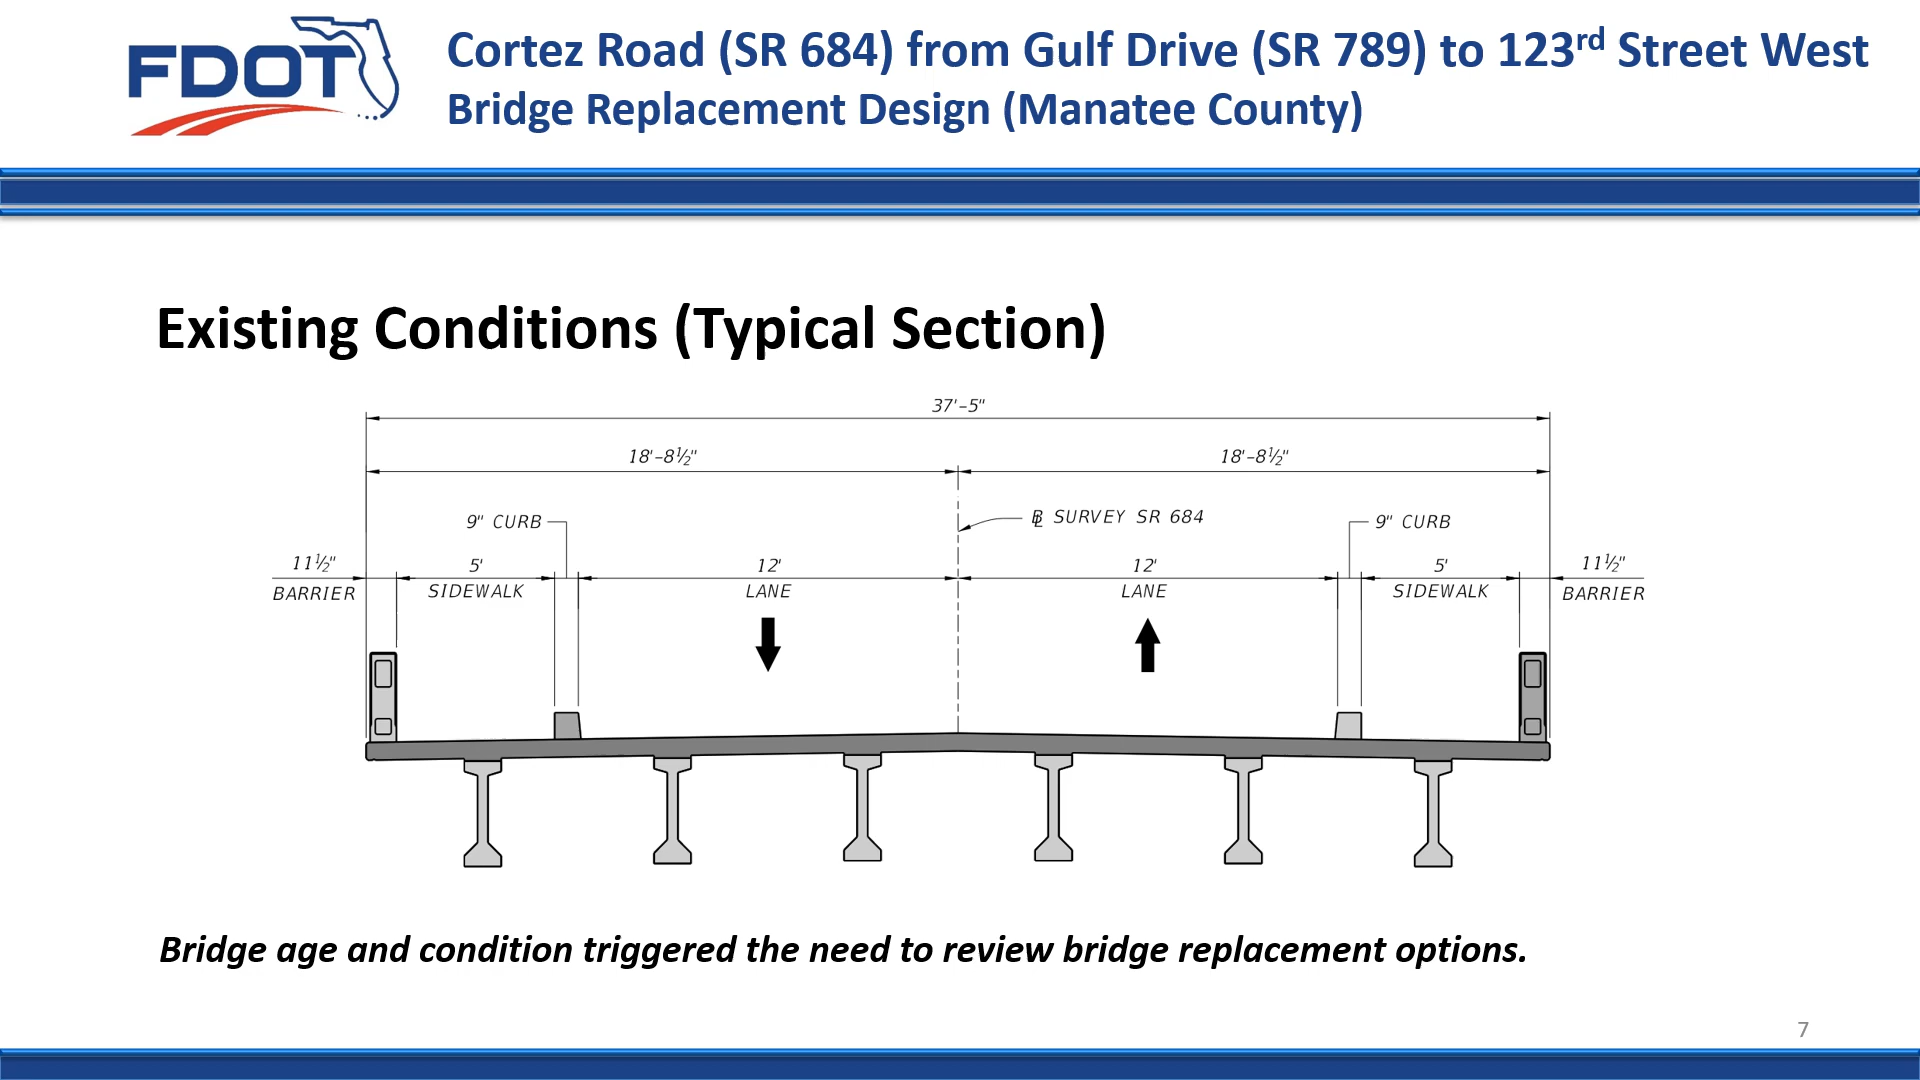 FDOT
Cortez Road (SR 684) from Gulf Drive (SR 789) to 123rd Street West
Bridge Replacement Design (Manatee County)
Existing Conditions (Typical Section)
37'-5"
18'-8½" 18'-8½"
9" CURB ⅊ SURVEY SR 684 9" CURB
11½" 5' 12' 12' 5' 11½"
BARRIER SIDEWALK LANE LANE SIDEWALK BARRIER
Bridge age and condition triggered the need to review bridge replacement options.
7